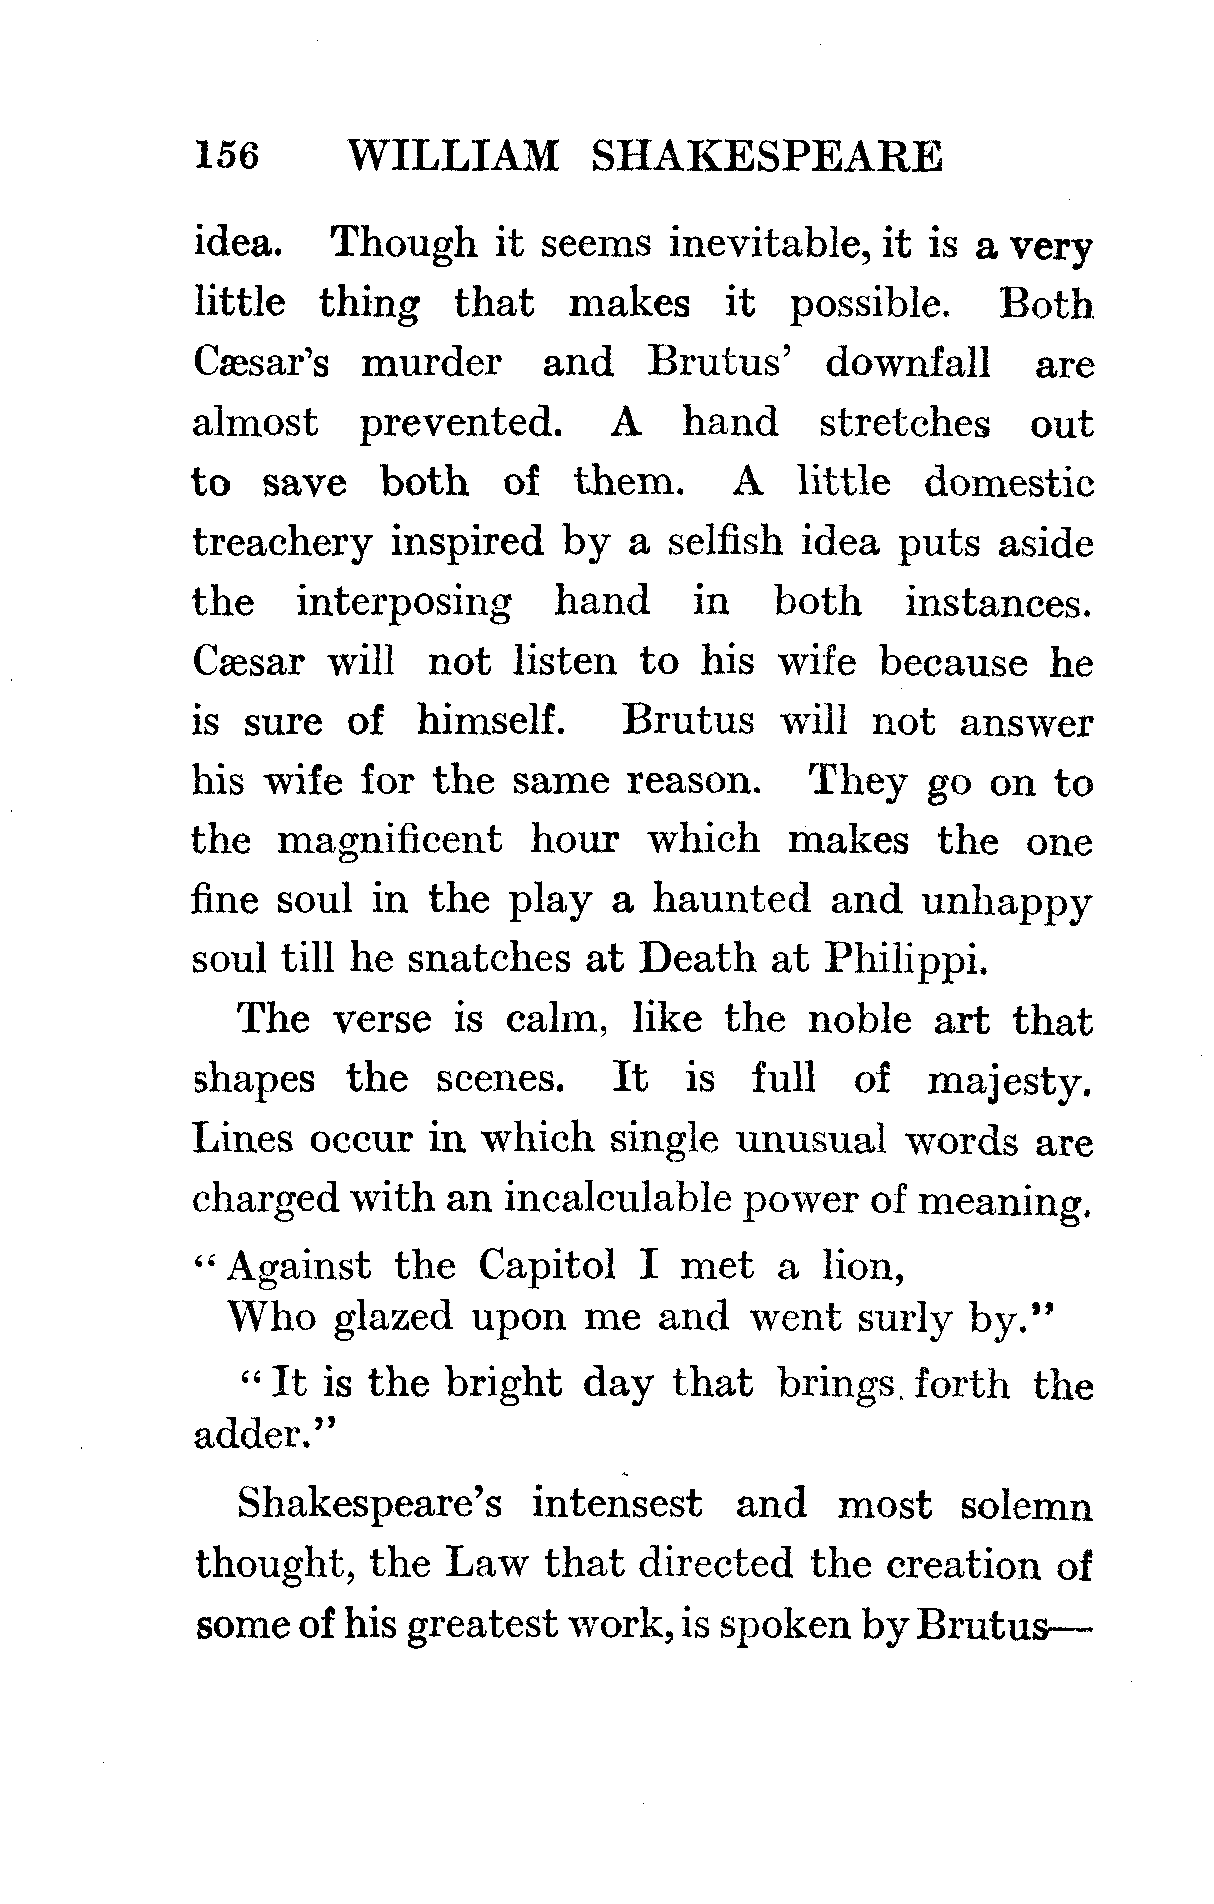 156 WILLIAM SHAKESPEARE
idea. Though it seems inevitable, it is a very
little thing that makes it possible. Both
Cæsar's murder and Brutus' downfall are
almost prevented. A hand stretches out
to save both of them. A little domestic
treachery inspired by a selfish idea puts aside
the interposing hand in both instances.
Cæsar will not listen to his wife because he
is sure of himself. Brutus will not answer
his wife for the same reason. They go on to
the magnificent hour which makes the one
fine soul in the play a haunted and unhappy
soul till he snatches at Death at Philippi.
The verse is calm, like the noble art that
shapes the scenes. It is full of majesty.
Lines occur in which single unusual words are
charged with an incalculable power of meaning.
“Against the Capitol I met a lion,
Who glazed upon me and went surly by.”
“It is the bright day that brings forth the
adder.”
Shakespeare's intensest and most solemn
thought, the Law that directed the creation of
some of his greatest work, is spoken by Brutus—